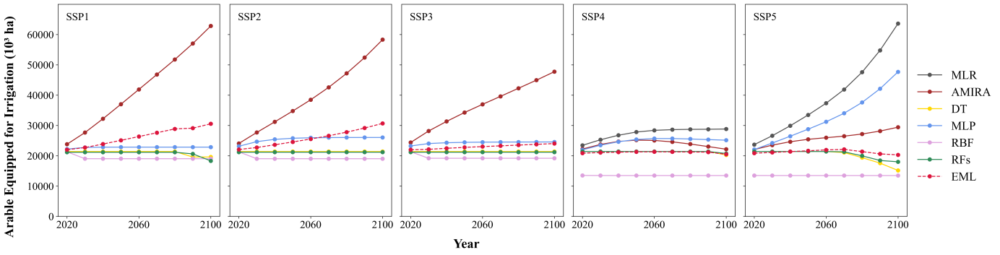 Arable Equipped for Irrigation (10³ ha)
60000
50000
40000
30000
20000
10000
0
SSP1
SSP2
SSP3
SSP4
SSP5
2020 2060 2100
2020 2060 2100
2020 2060 2100
2020 2060 2100
2020 2060 2100
Year
MLR
AMIRA
DT
MLP
RBF
RFs
EML